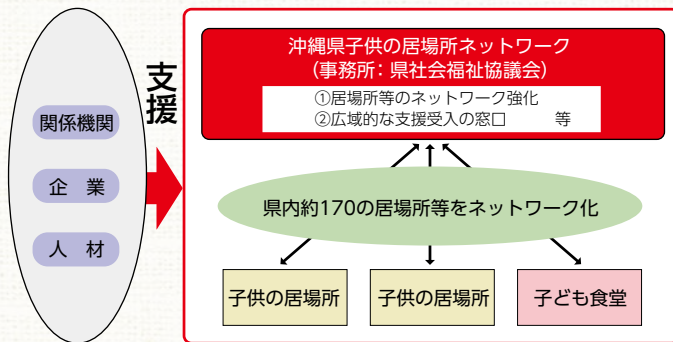 支援
関係機関
企 業
人 材
沖縄県子供の居場所ネットワーク
（事務所：県社会福祉協議会）
①居場所等のネットワーク強化
②広域的な支援受入の窓口 等
県内約170の居場所等をネットワーク化
子供の居場所
子供の居場所
子ども食堂